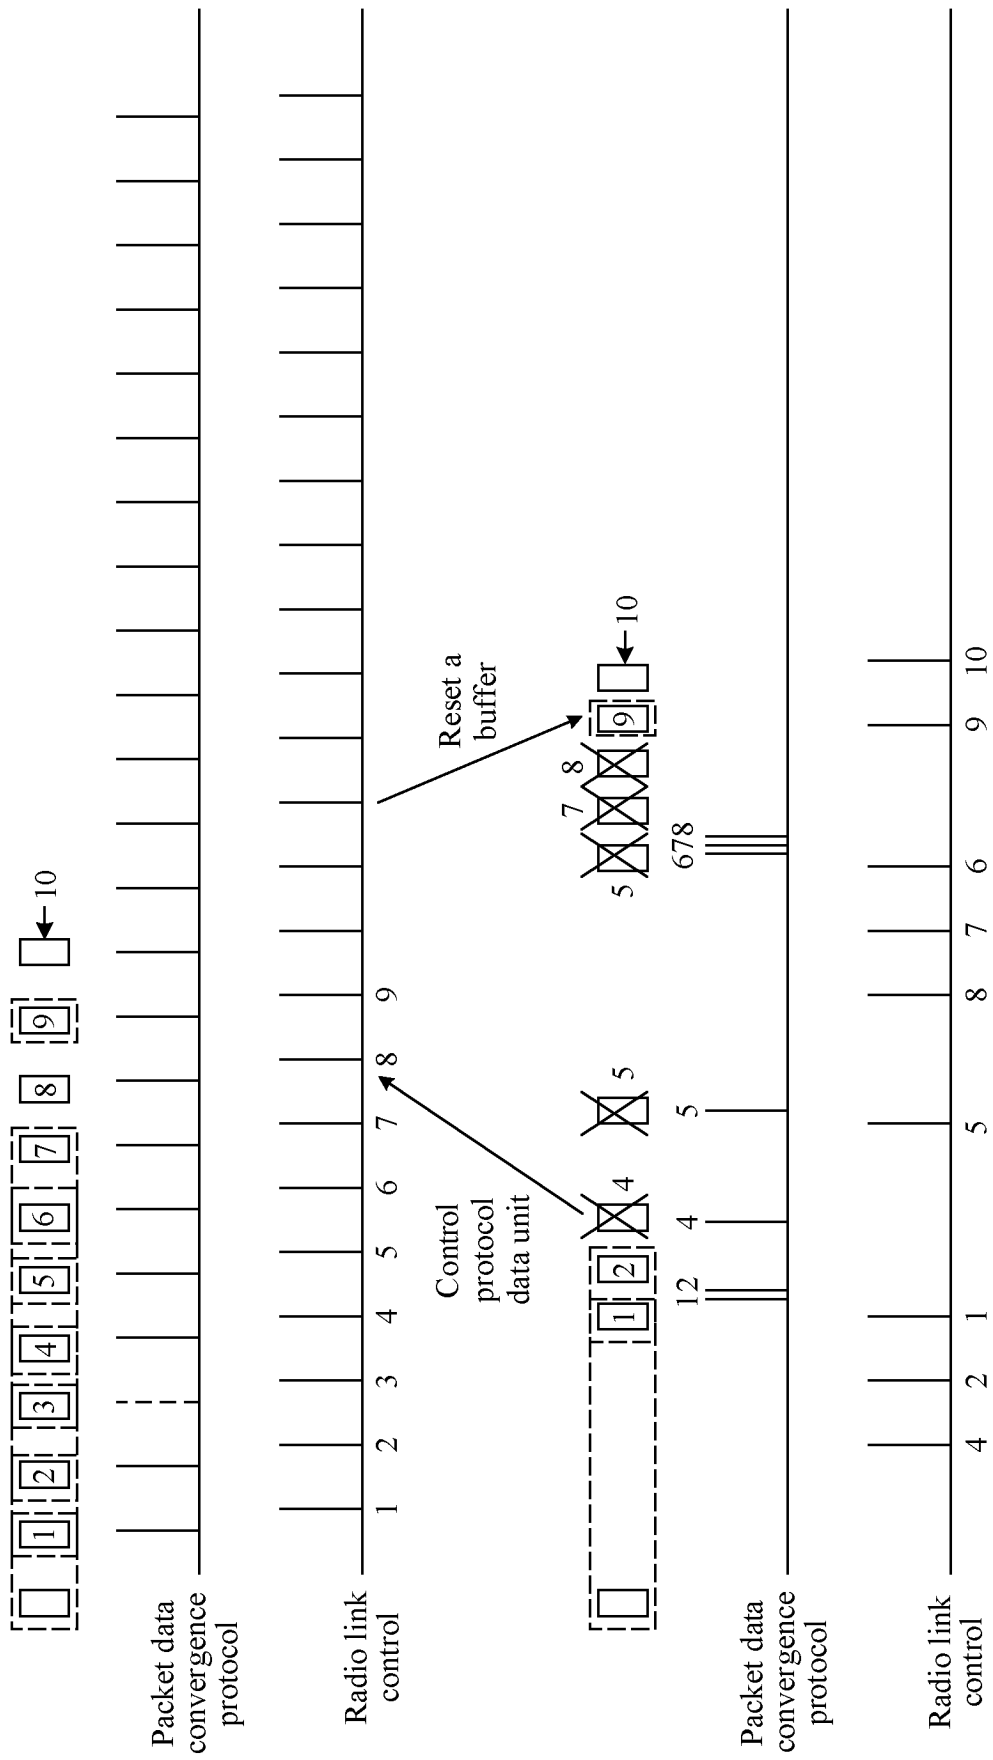 1 2 3 4 5 6 7 8 9 10
Packet data
convergence
protocol
Radio link
control
1 2 3 4 5 6 7 8 9
Control
protocol
data unit
Reset a
buffer
7 8
1 2 4 5 5 9 10
12 4 5 678
Packet data
convergence
protocol
Radio link
control
4 2 1 5 8 7 6 9 10